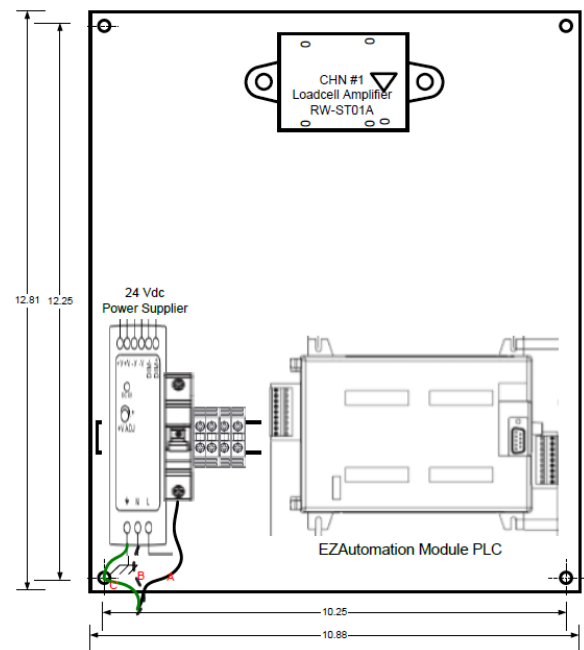 CHN #1
Loadcell Amplifier
RW-ST01A
12.81
12.25
24 Vdc
Power Supplier
+V+V-V-V
+V ADJ
N L
EZAutomation Module PLC
C
B
A
10.25
10.88